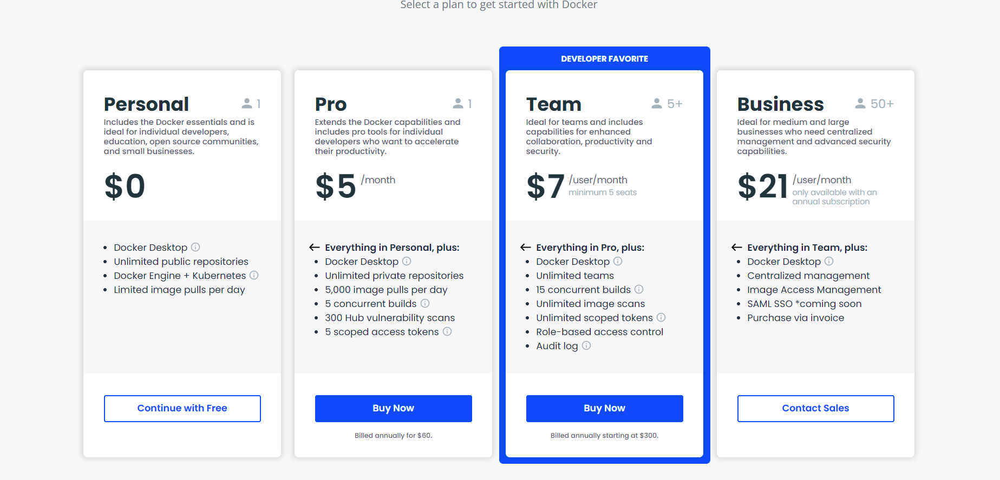 Select a plan to get started with Docker
Personal
1
Includes the Docker essentials and is
ideal for individual developers,
education, open source communities,
and small businesses.
$0
Docker Desktop
Unlimited public repositories
Docker Engine + Kubernetes
Limited image pulls per day
Continue with Free
Pro
1
Extends the Docker capabilities and
includes pro tools for individual
developers who want to accelerate
their productivity.
$5 /month
Everything in Personal, plus:
Docker Desktop
Unlimited private repositories
5,000 image pulls per day
5 concurrent builds
300 Hub vulnerability scans
5 scoped access tokens
Buy Now
Billed annually for $60.
DEVELOPER FAVORITE
Team
5+
Ideal for teams and includes
capabilities for enhanced
collaboration, productivity and
security.
$7 /user/month
minimum 5 seats
Everything in Pro, plus:
Docker Desktop
Unlimited teams
15 concurrent builds
Unlimited image scans
Unlimited scoped tokens
Role-based access control
Audit log
Buy Now
Billed annually starting at $300.
Business
50+
Ideal for medium and large
businesses who need centralized
management and advanced security
capabilities.
$21 /user/month
only available with an
annual subscription
Everything in Team, plus:
Docker Desktop
Centralized management
Image Access Management
SAML SSO *coming soon
Purchase via invoice
Contact Sales